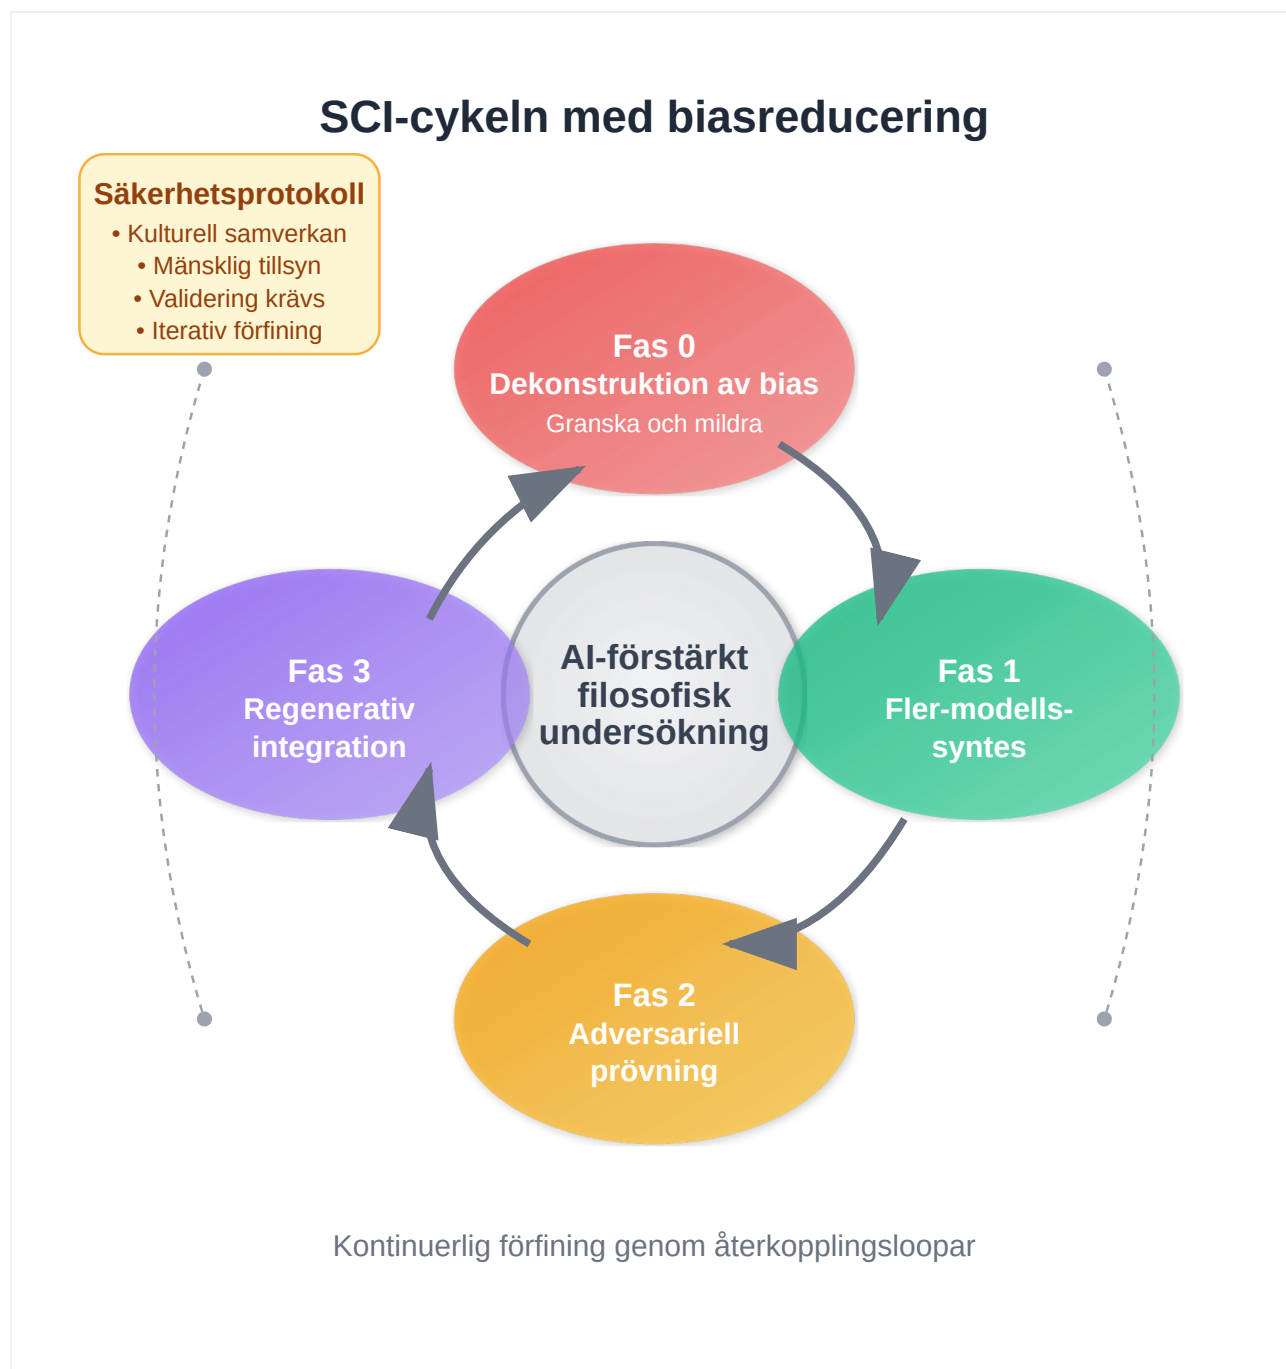 SCI-cykeln med biasreducering
Säkerhetsprotokoll
• Kulturell samverkan
• Mänsklig tillsyn
• Validering krävs
• Iterativ förfining
Fas 0
Dekonstruktion av bias
Granska och mildra
AI-förstärkt
filosofisk
undersökning
Fas 3
Regenerativ
integration
Fas 1
Fler-modells-
syntes
Fas 2
Adversariell
prövning
Kontinuerlig förfining genom återkopplingsloopar